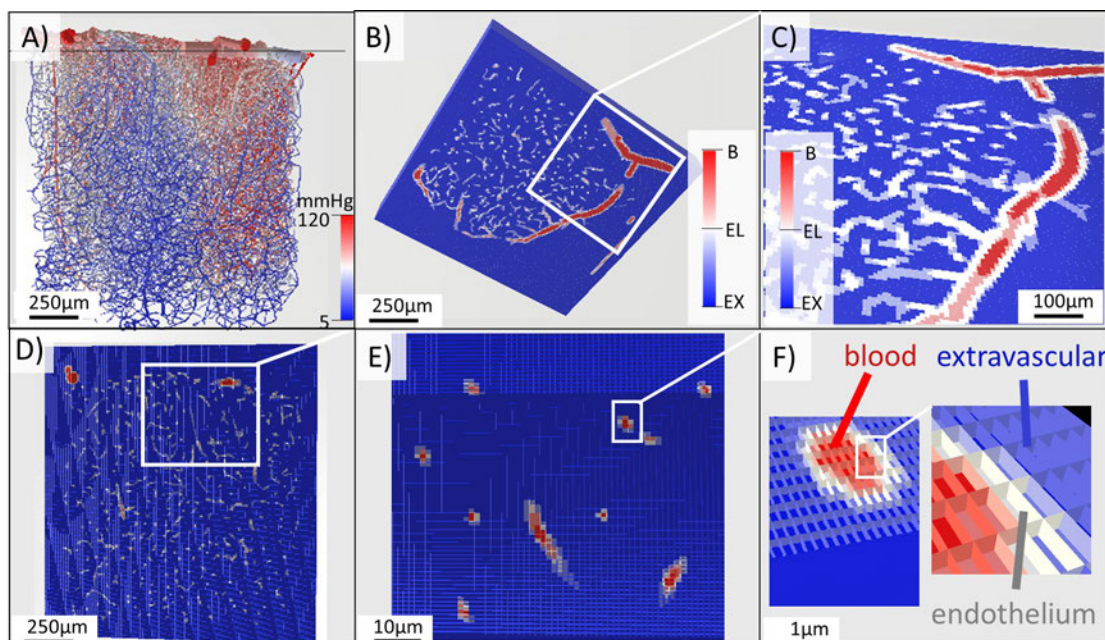 A)
mmHg
120
5
250µm
B)
B
EL
EX
250µm
C)
B
EL
EX
100µm
D)
250µm
E)
10µm
F)
blood
extravascular
endothelium
1µm